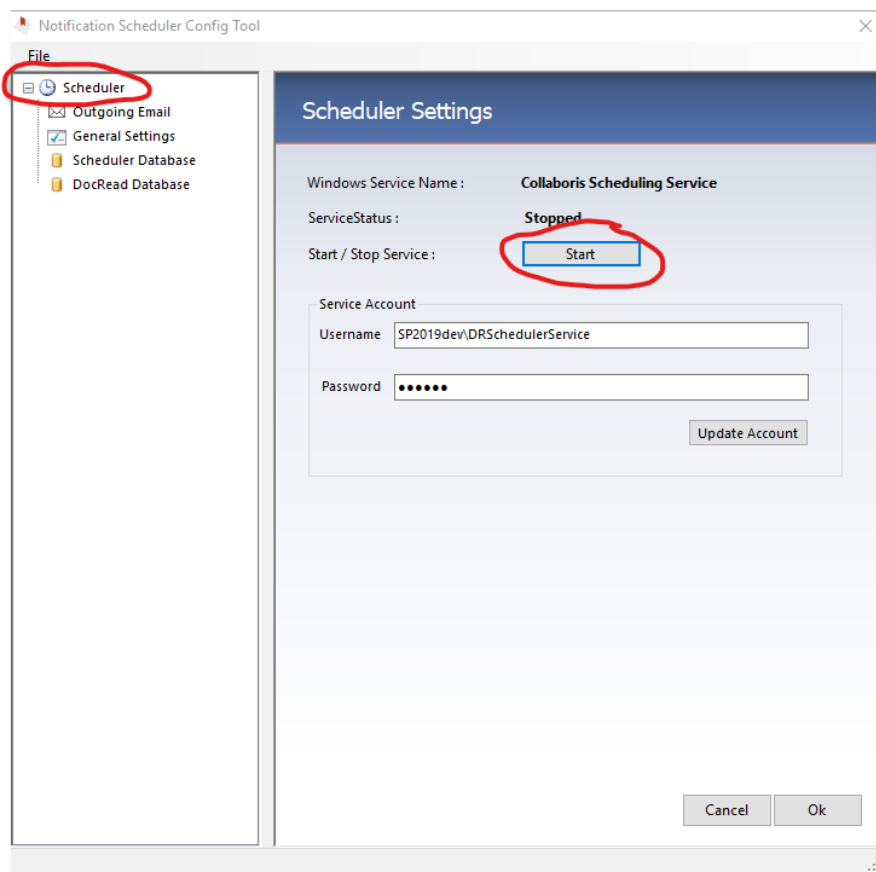 Notification Scheduler Config Tool
File
Scheduler
Outgoing Email
General Settings
Scheduler Database
DocRead Database
Scheduler Settings
Windows Service Name : Collaboris Scheduling Service
ServiceStatus : Stopped
Start / Stop Service : Start
Service Account
Username SP2019dev\DRSchedulerService
Password ●●●●●●
Update Account
Cancel Ok